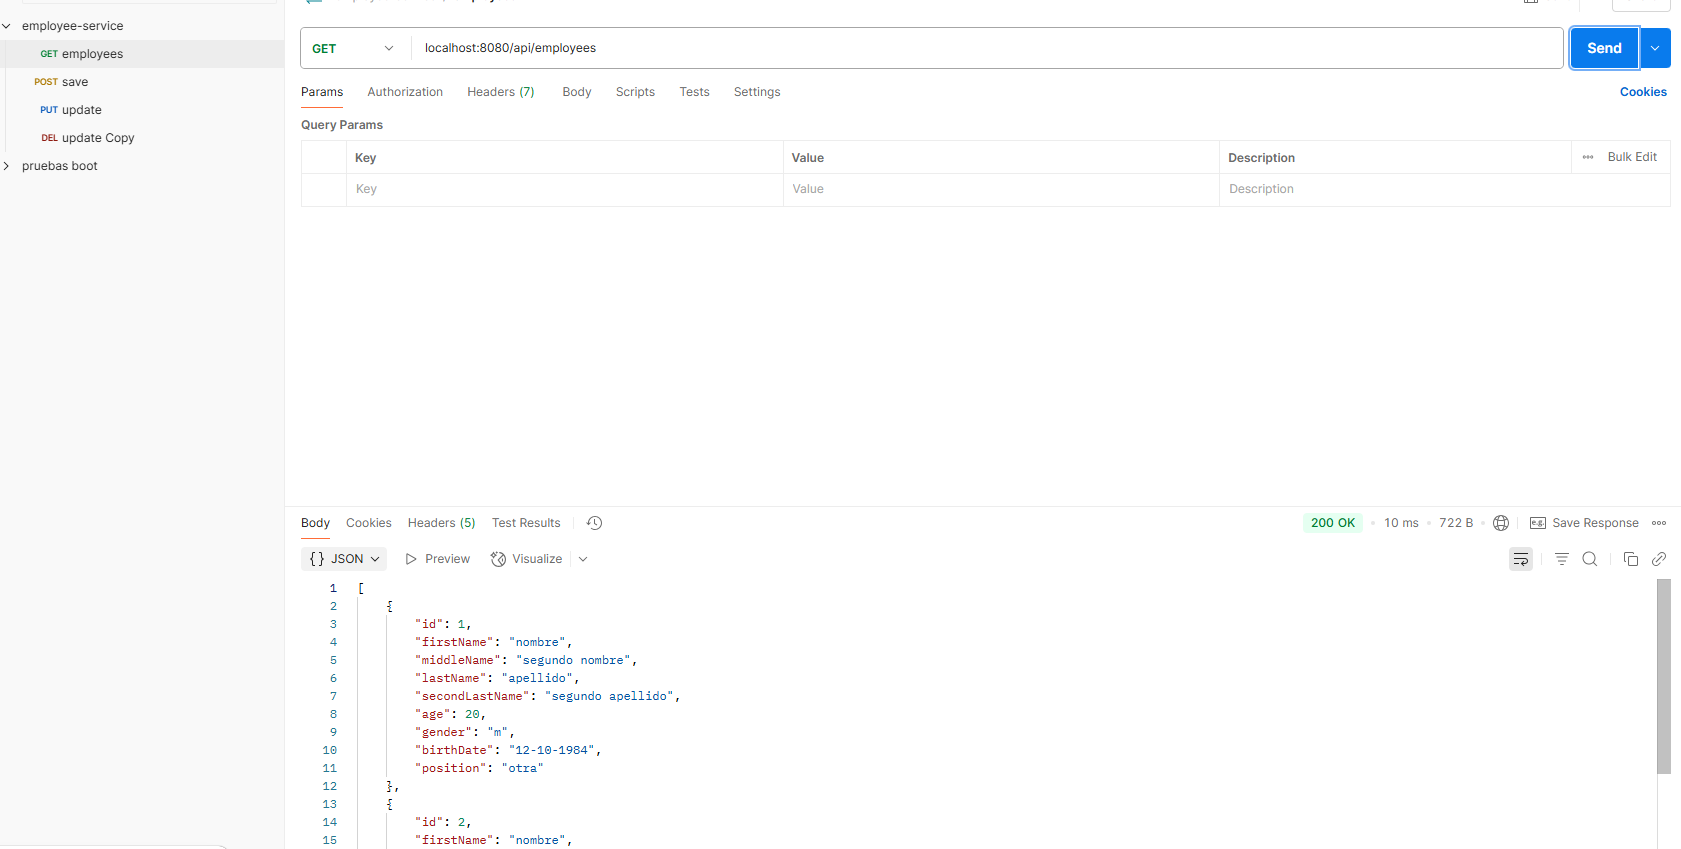 employee-service
GET employees
POST save
PUT update
DEL update Copy
pruebas boot
GET
localhost:8080/api/employees
Send
Params Authorization Headers (7) Body Scripts Tests Settings
Cookies
Query Params
Key Value Description Bulk Edit
Key Value Description
Body Cookies Headers (5) Test Results
200 OK • 10 ms • 722 B • e.g. Save Response
{} JSON Preview Visualize
1 [
2 {
3 "id": 1,
4 "firstName": "nombre",
5 "middleName": "segundo nombre",
6 "lastName": "apellido",
7 "secondLastName": "segundo apellido",
8 "age": 20,
9 "gender": "m",
10 "birthDate": "12-10-1984",
11 "position": "otra"
12 },
13 {
14 "id": 2,
15 "firstName": "nombre",